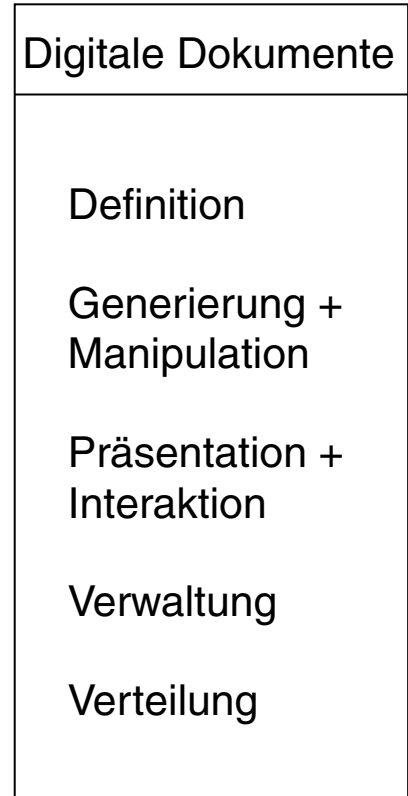 Digitale Dokumente
Definition
Generierung +
Manipulation
Präsentation +
Interaktion
Verwaltung
Verteilung